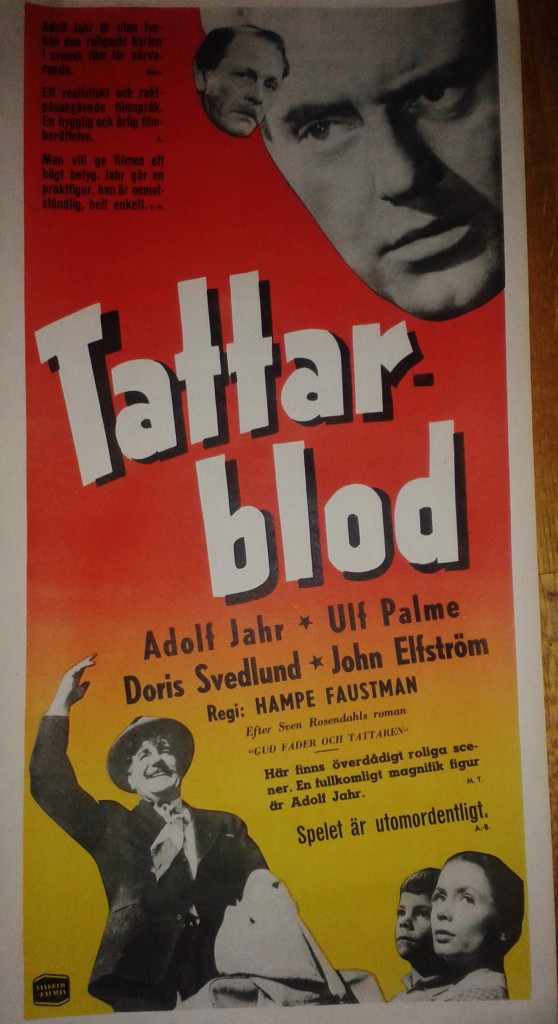 Adolf Jahr är utan tve-
kan den roligaste karlen
i svensk film för närva-
rande.
Ett realistiskt och rakt-
påsakgående filmspråk.
En hygglig och ärlig film-
berättelse.
Man vill ge filmen ett
högt betyg. Jahr gör en
praktfigur, han är oemot-
ståndlig, helt enkelt. D.N.
Tattar-
blod
Adolf Jahr ★ Ulf Palme
Doris Svedlund ★ John Elfström
Regi: HAMPE FAUSTMAN
Efter Sven Rosendahls roman
"GUD FADER OCH TATTAREN"
Här finns överdådigt roliga sce-
ner. En fullkomligt magnifik figur
är Adolf Jahr. M.T.
Spelet är utomordentligt.
A.-B.
SANDREW
-BAUMAN